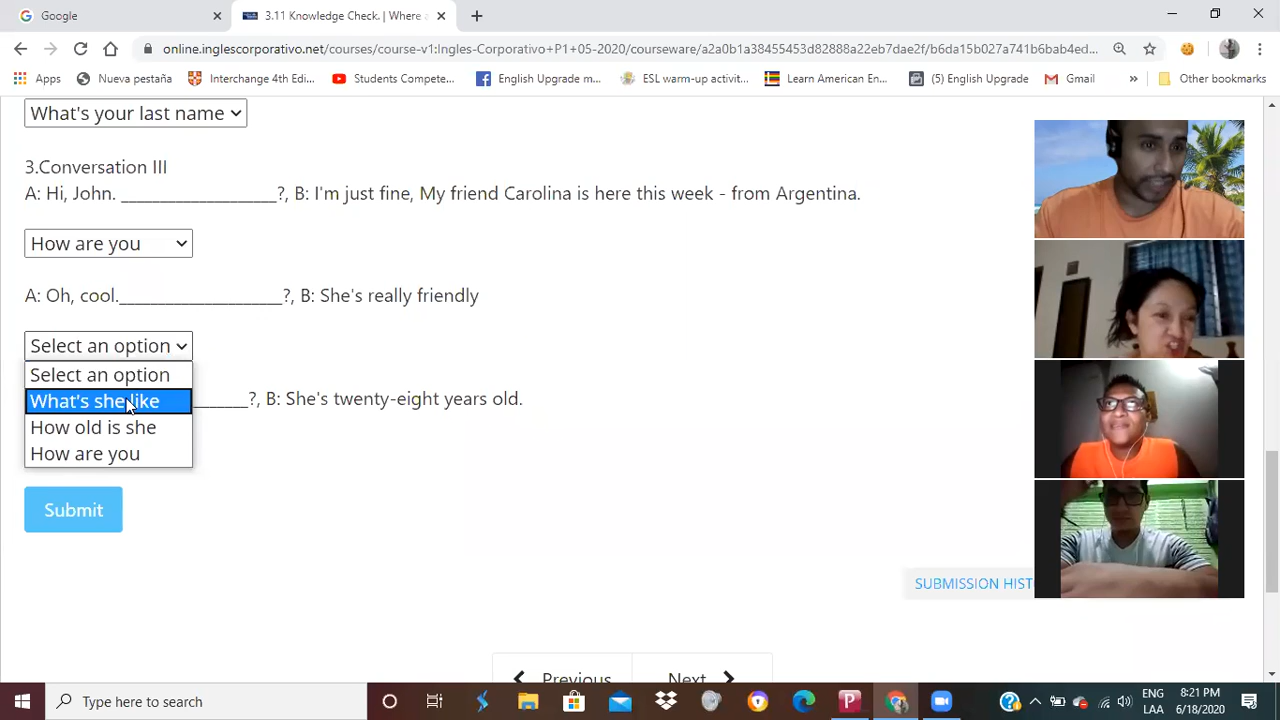 Google
3.11 Knowledge Check. | Where
online.inglescorporativo.net/courses/course-v1:Ingles-Corporativo+P1+05-2020/courseware/a2a0b1a38455453d82888a22eb7dae2f/b6da15b027a741b6bab4ed...
Apps Nueva pestaña Interchange 4th Edi... Students Compete... English Upgrade m... ESL warm-up activit... Learn American En... (5) English Upgrade Gmail » Other bookmarks
What's your last name
3.Conversation III
A: Hi, John. ____________________?, B: I'm just fine, My friend Carolina is here this week - from Argentina.
How are you
A: Oh, cool._____________________?, B: She's really friendly
Select an option
Select an option
What's she like
_______?, B: She's twenty-eight years old.
How old is she
How are you
Submit
SUBMISSION HIST
Previous Next
Type here to search
ENG 8:21 PM
LAA 6/18/2020